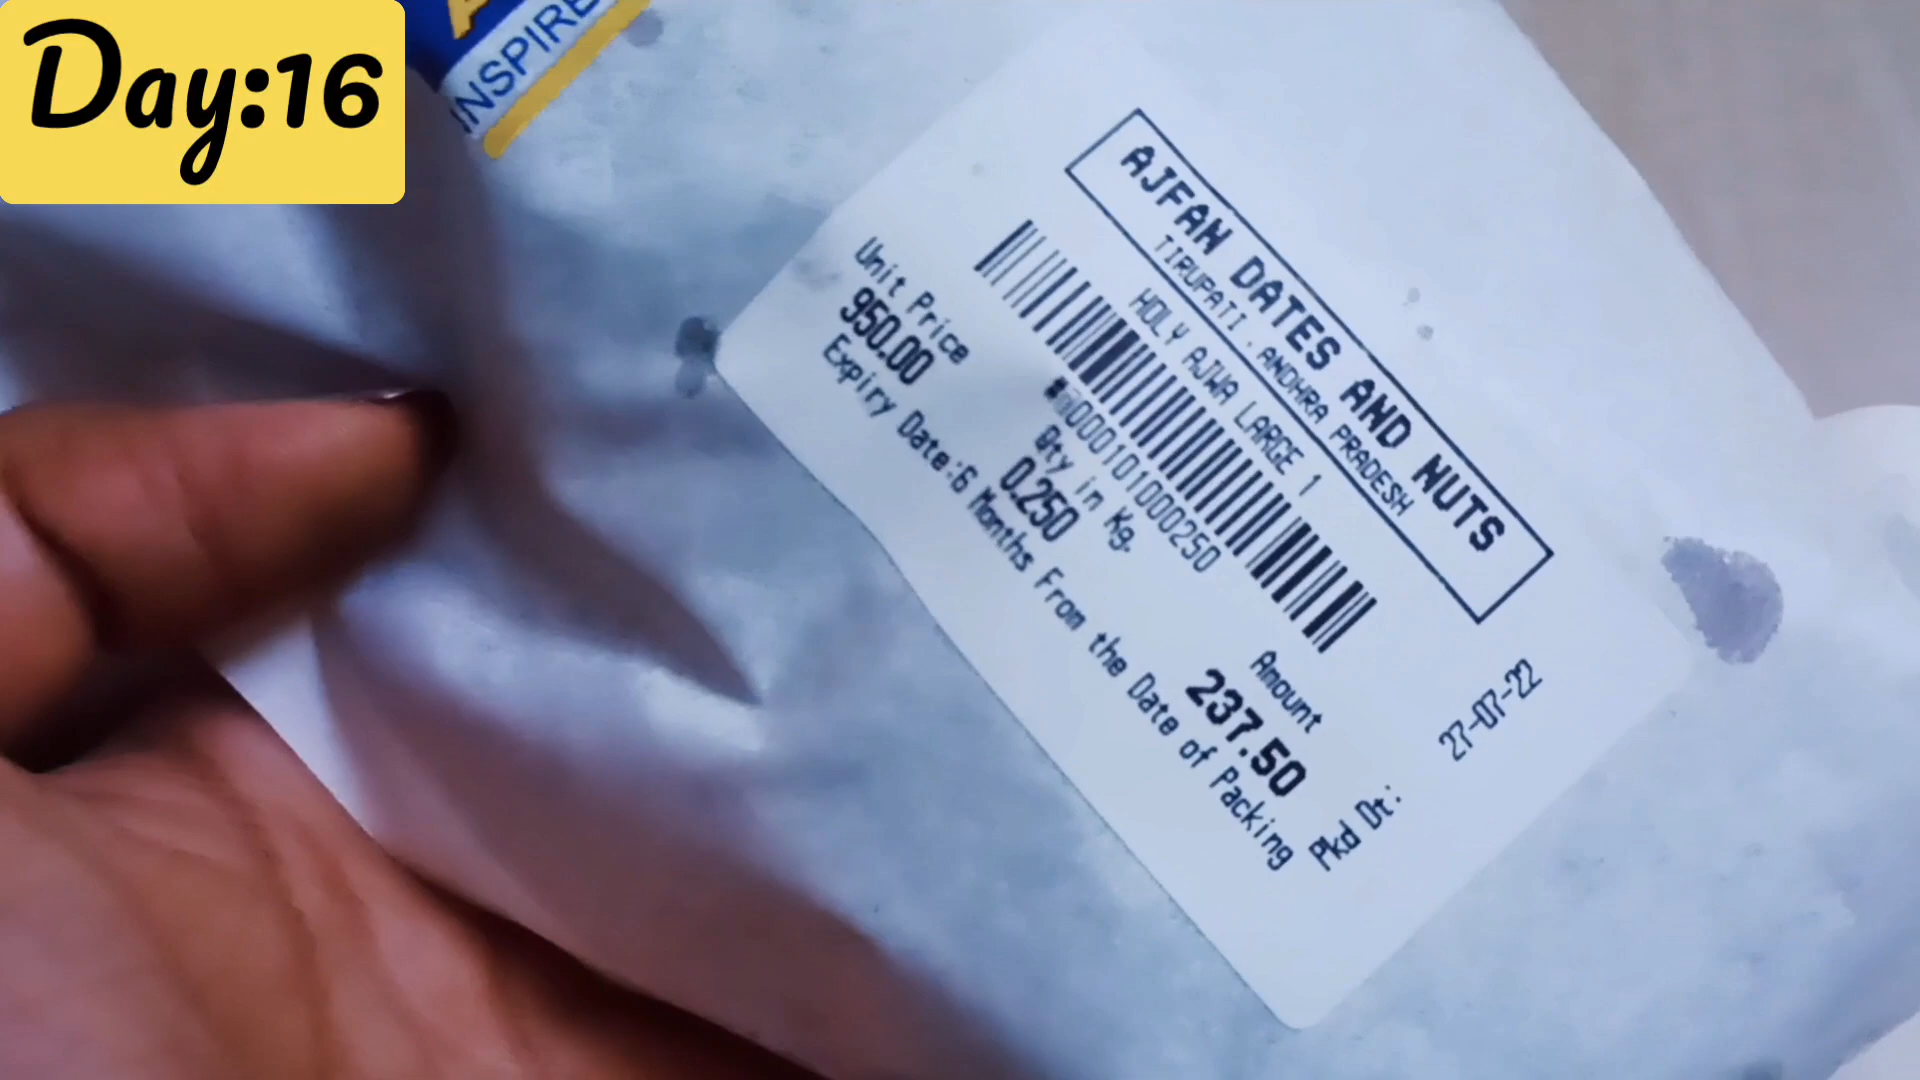 Day:16
INSPIRE
AJFAN DATES AND NUTS
TIRUPATI . ANDHRA PRADESH
HOLY AJWA LARGE 1
0000101000250
Unit Price
950.00
Qty in Kg.
0.250
Amount
237.50
Pkd Dt:
27-07-22
Expiry Date:6 Months From the Date of Packing